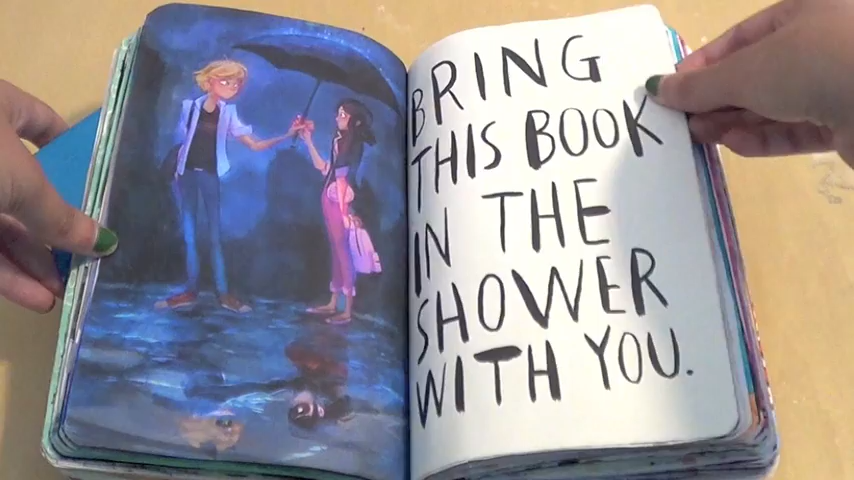 BRING
THIS BOOK
IN THE
SHOWER
WITH YOU.